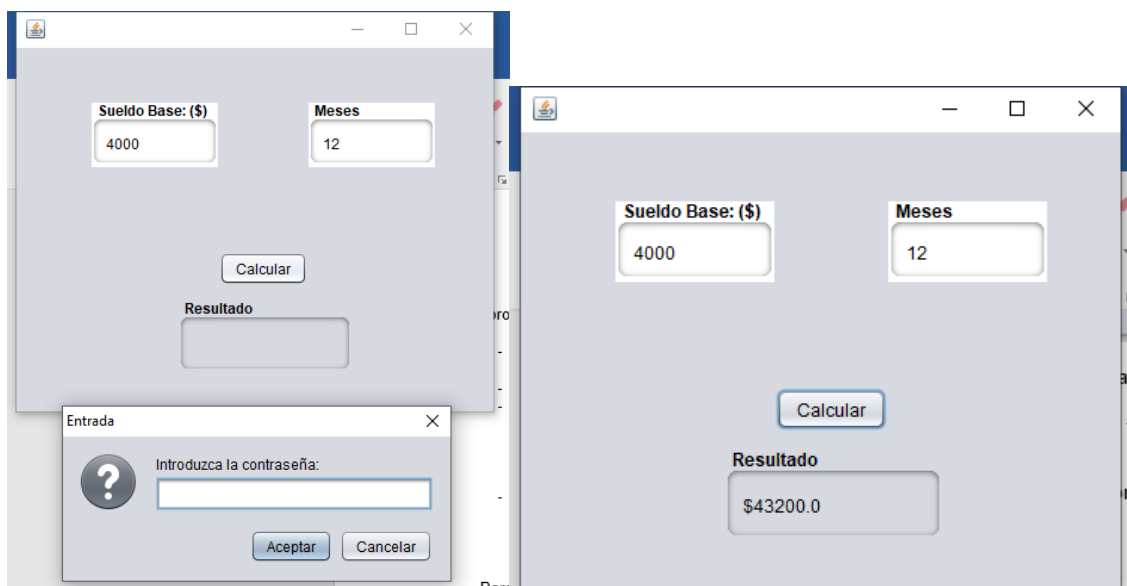 Sueldo Base: ($)
Meses
4000
12
Calcular
Resultado
Entrada
Introduzca la contraseña:
Aceptar
Cancelar
Sueldo Base: ($)
Meses
4000
12
Calcular
Resultado
$43200.0